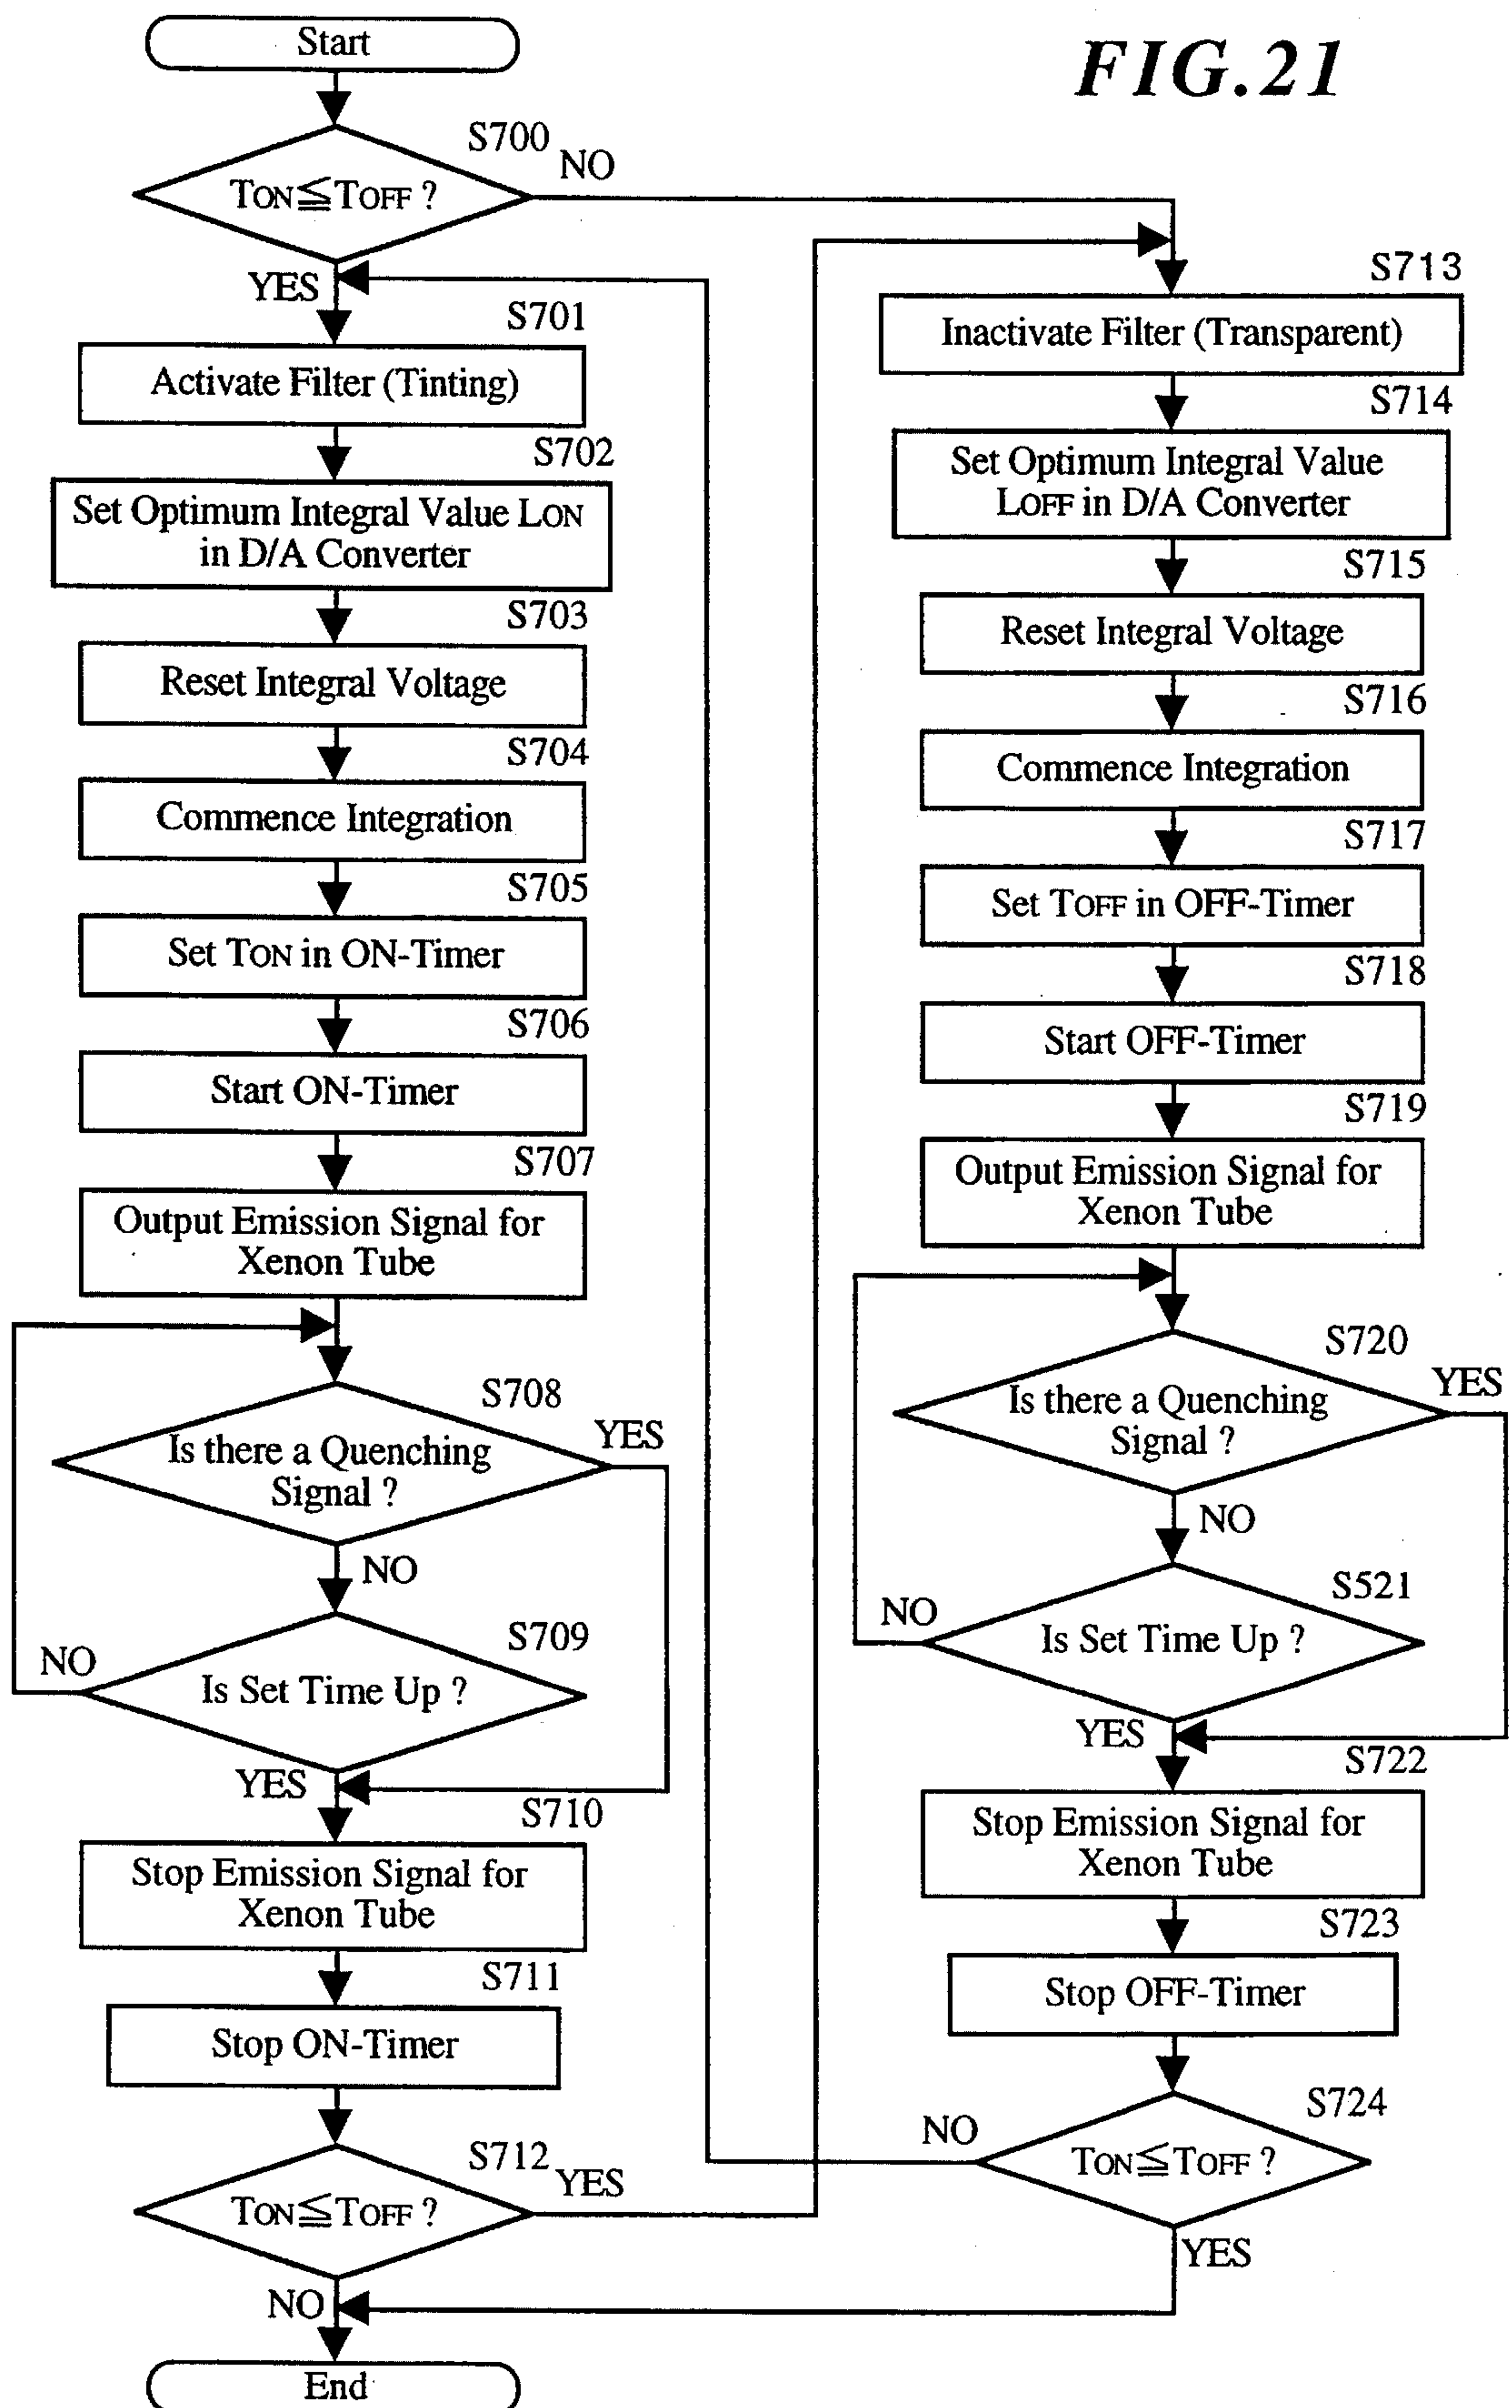 FIG.21
Start
S700
TON≦TOFF ?
NO
YES
S701
Activate Filter (Tinting)
S702
Set Optimum Integral Value LON
in D/A Converter
S703
Reset Integral Voltage
S704
Commence Integration
S705
Set TON in ON-Timer
S706
Start ON-Timer
S707
Output Emission Signal for
Xenon Tube
S708
Is there a Quenching
Signal ?
YES
NO
S709
Is Set Time Up ?
NO
YES
S710
Stop Emission Signal for
Xenon Tube
S711
Stop ON-Timer
S712
TON≦TOFF ?
YES
NO
End
S713
Inactivate Filter (Transparent)
S714
Set Optimum Integral Value
LOFF in D/A Converter
S715
Reset Integral Voltage
S716
Commence Integration
S717
Set TOFF in OFF-Timer
S718
Start OFF-Timer
S719
Output Emission Signal for
Xenon Tube
S720
Is there a Quenching
Signal ?
YES
NO
S521
Is Set Time Up ?
NO
YES
S722
Stop Emission Signal for
Xenon Tube
S723
Stop OFF-Timer
S724
TON≦TOFF ?
NO
YES